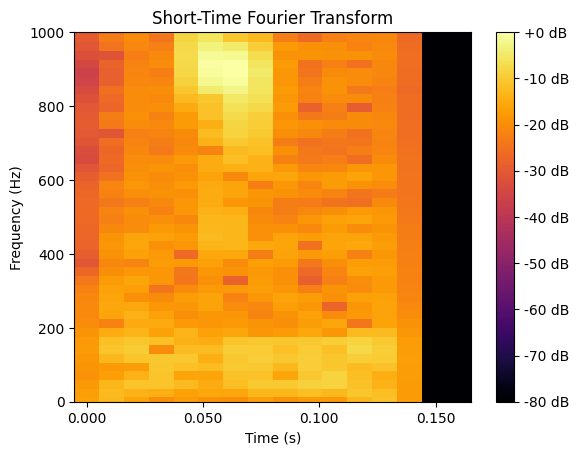 Short-Time Fourier Transform
1000
800
600
400
200
0
Frequency (Hz)
0.000
0.050
0.100
0.150
Time (s)
+0 dB
-10 dB
-20 dB
-30 dB
-40 dB
-50 dB
-60 dB
-70 dB
-80 dB